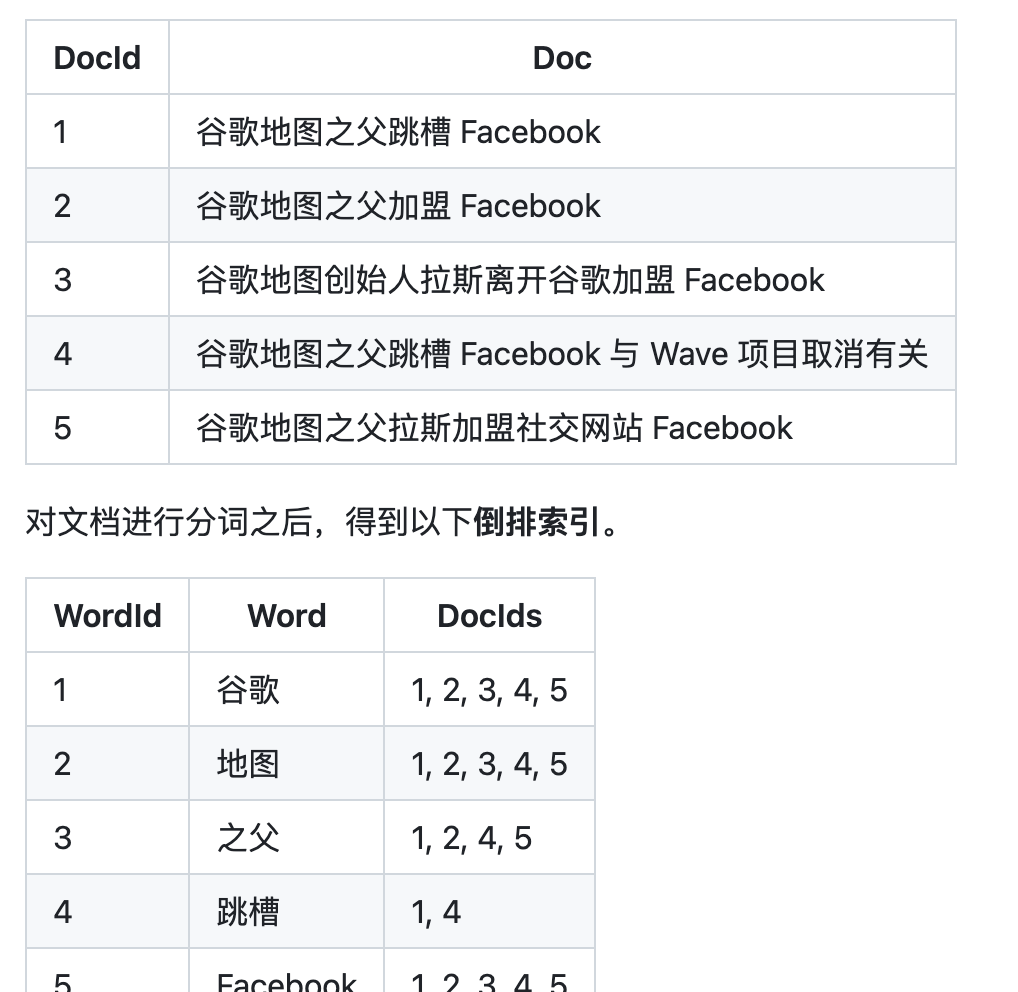 DocId Doc
1 谷歌地图之父跳槽 Facebook
2 谷歌地图之父加盟 Facebook
3 谷歌地图创始人拉斯离开谷歌加盟 Facebook
4 谷歌地图之父跳槽 Facebook 与 Wave 项目取消有关
5 谷歌地图之父拉斯加盟社交网站 Facebook
对文档进行分词之后，得到以下倒排索引。
WordId Word DocIds
1 谷歌 1, 2, 3, 4, 5
2 地图 1, 2, 3, 4, 5
3 之父 1, 2, 4, 5
4 跳槽 1, 4
5 Facebook 1, 2, 3, 4, 5